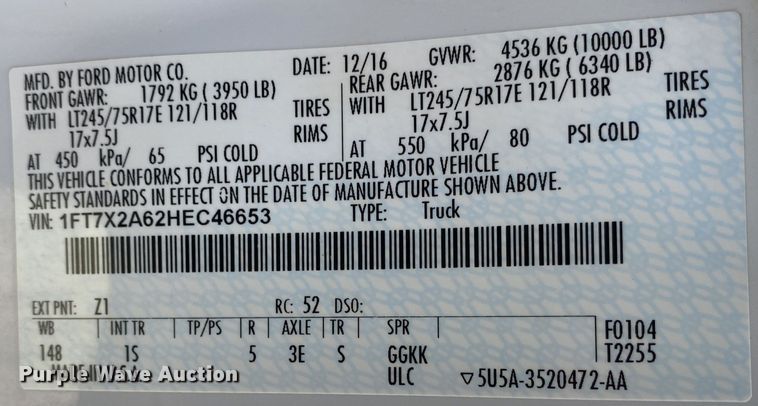 MFD. BY FORD MOTOR CO.
DATE: 12/16
GVWR: 4536 KG (10000 LB)
FRONT GAWR: 1792 KG ( 3950 LB)
REAR GAWR: 2876 KG ( 6340 LB)
WITH LT245/75R17E 121/118R TIRES
WITH LT245/75R17E 121/118R TIRES
17x7.5J RIMS
17x7.5J RIMS
AT 450 kPa/ 65 PSI COLD
AT 550 kPa/ 80 PSI COLD
THIS VEHICLE CONFORMS TO ALL APPLICABLE FEDERAL MOTOR VEHICLE
SAFETY STANDARDS IN EFFECT ON THE DATE OF MANUFACTURE SHOWN ABOVE.
VIN: 1FT7X2A62HEC46653
TYPE: Truck
EXT PNT: Z1 RC: 52 DSO:
WB INT TR TP/PS R AXLE TR SPR F0104
148 1S 5 3E S GGKK T2255
ULC ▽5U5A-3520472-AA
Purple Wave Auction